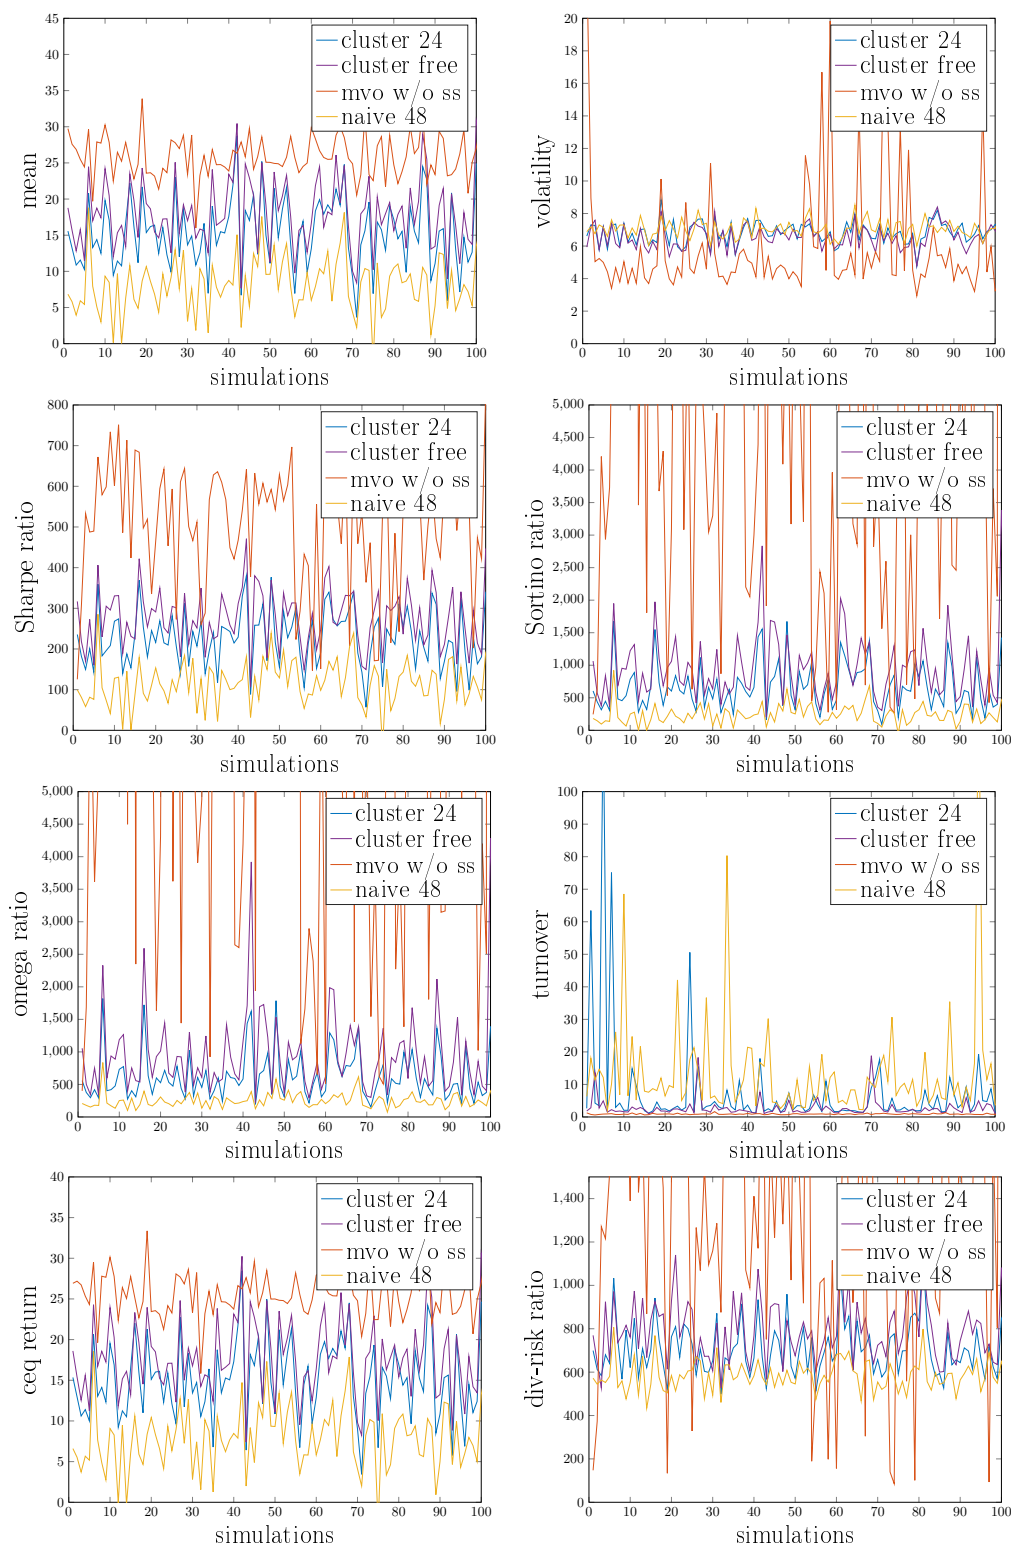 45
40
35
30
25
20
15
10
5
0
mean
cluster 24
cluster free
mvo w/o ss
naive 48
0 10 20 30 40 50 60 70 80 90 100
simulations
20
18
16
14
12
10
8
6
4
2
0
volatility
cluster 24
cluster free
mvo w/o ss
naive 48
0 10 20 30 40 50 60 70 80 90 100
simulations
800
700
600
500
400
300
200
100
0
Sharpe ratio
cluster 24
cluster free
mvo w/o ss
naive 48
0 10 20 30 40 50 60 70 80 90 100
simulations
5,000
4,500
4,000
3,500
3,000
2,500
2,000
1,500
1,000
500
0
Sortino ratio
cluster 24
cluster free
mvo w/o ss
naive 48
0 10 20 30 40 50 60 70 80 90 100
simulations
5,000
4,500
4,000
3,500
3,000
2,500
2,000
1,500
1,000
500
0
omega ratio
cluster 24
cluster free
mvo w/o ss
naive 48
0 10 20 30 40 50 60 70 80 90 100
simulations
100
90
80
70
60
50
40
30
20
10
0
turnover
cluster 24
cluster free
mvo w/o ss
naive 48
0 10 20 30 40 50 60 70 80 90 100
simulations
40
35
30
25
20
15
10
5
0
ceq return
cluster 24
cluster free
mvo w/o ss
naive 48
0 10 20 30 40 50 60 70 80 90 100
simulations
1,400
1,200
1,000
800
600
400
200
0
div-risk ratio
cluster 24
cluster free
mvo w/o ss
naive 48
0 10 20 30 40 50 60 70 80 90 100
simulations